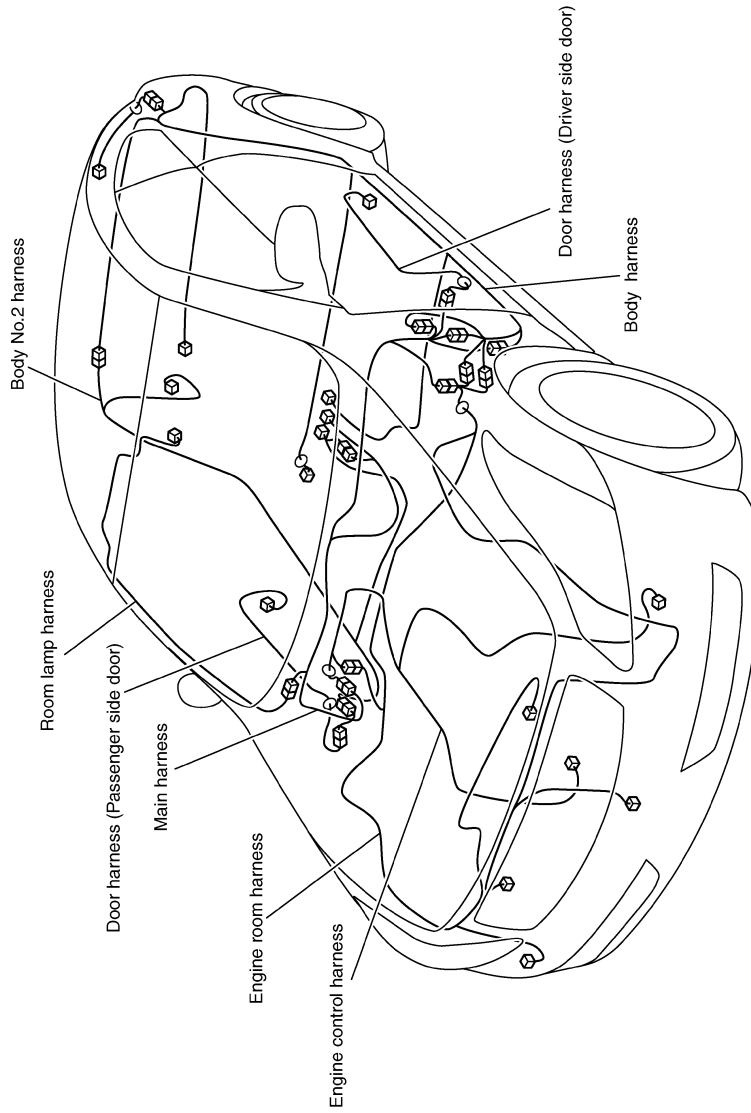 Body No.2 harness
Room lamp harness
Door harness (Passenger side door)
Main harness
Engine room harness
Engine control harness
Door harness (Driver side door)
Body harness